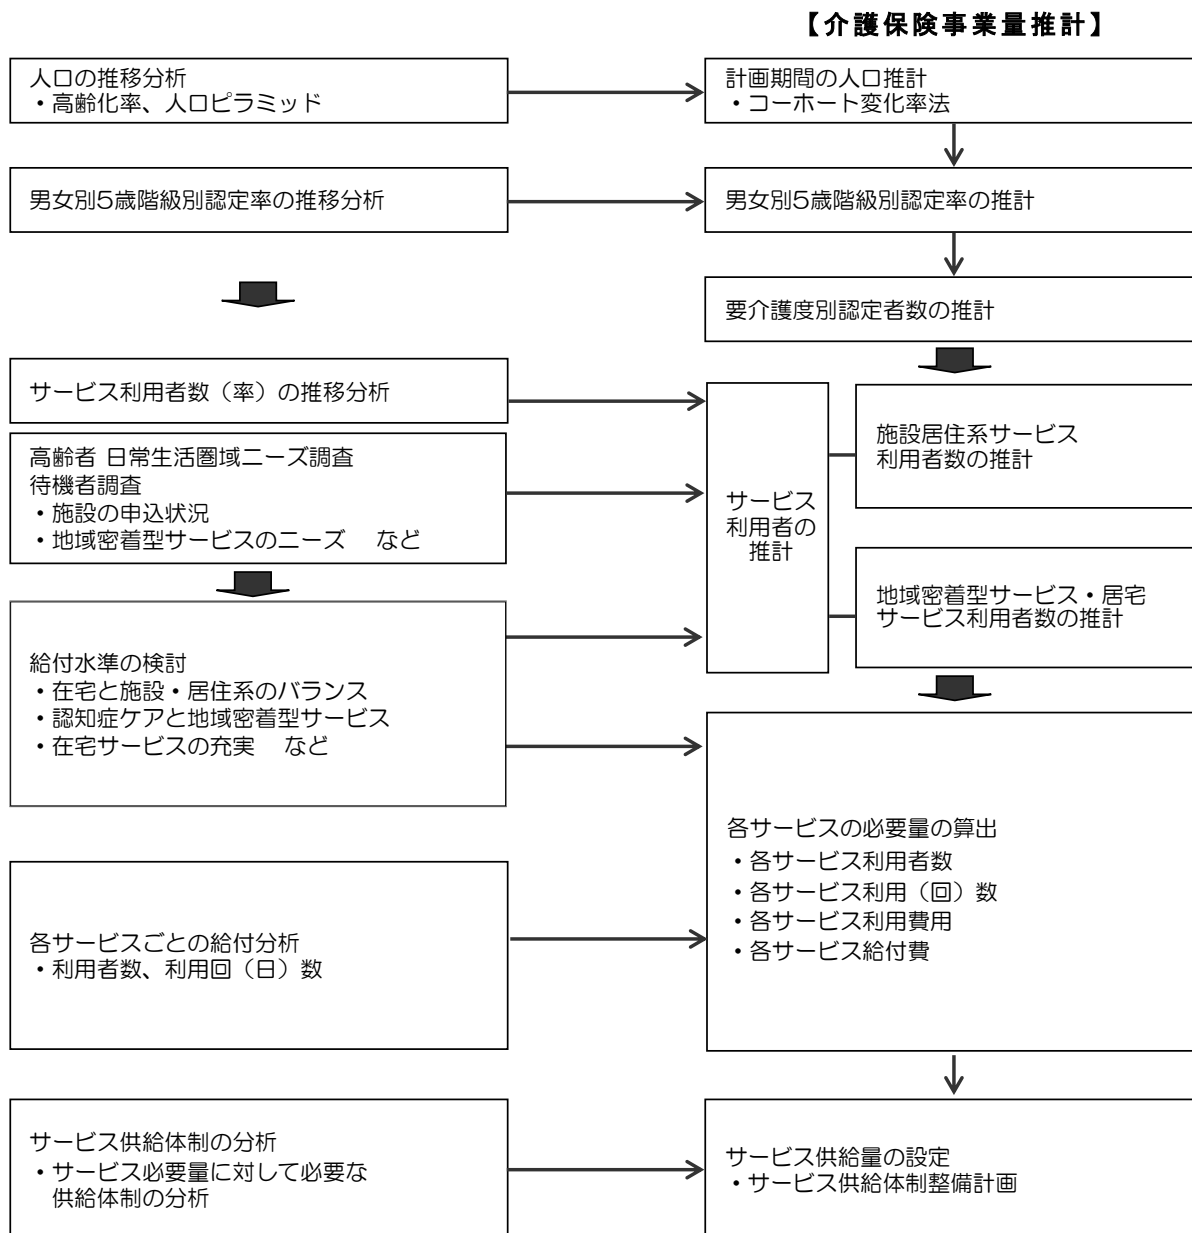 【介護保険事業量推計】
人口の推移分析
・高齢化率、人口ピラミッド
計画期間の人口推計
・コーホート変化率法
男女別5歳階級別認定率の推移分析
男女別5歳階級別認定率の推計
要介護度別認定者数の推計
サービス利用者数（率）の推移分析
高齢者 日常生活圏域ニーズ調査
待機者調査
・施設の申込状況
・地域密着型サービスのニーズ　など
サービス
利用者の
推計
施設居住系サービス
利用者数の推計
地域密着型サービス・居宅
サービス利用者数の推計
給付水準の検討
・在宅と施設・居住系のバランス
・認知症ケアと地域密着型サービス
・在宅サービスの充実　など
各サービスの必要量の算出
・各サービス利用者数
・各サービス利用（回）数
・各サービス利用費用
・各サービス給付費
各サービスごとの給付分析
・利用者数、利用回（日）数
サービス供給体制の分析
・サービス必要量に対して必要な
供給体制の分析
サービス供給量の設定
・サービス供給体制整備計画